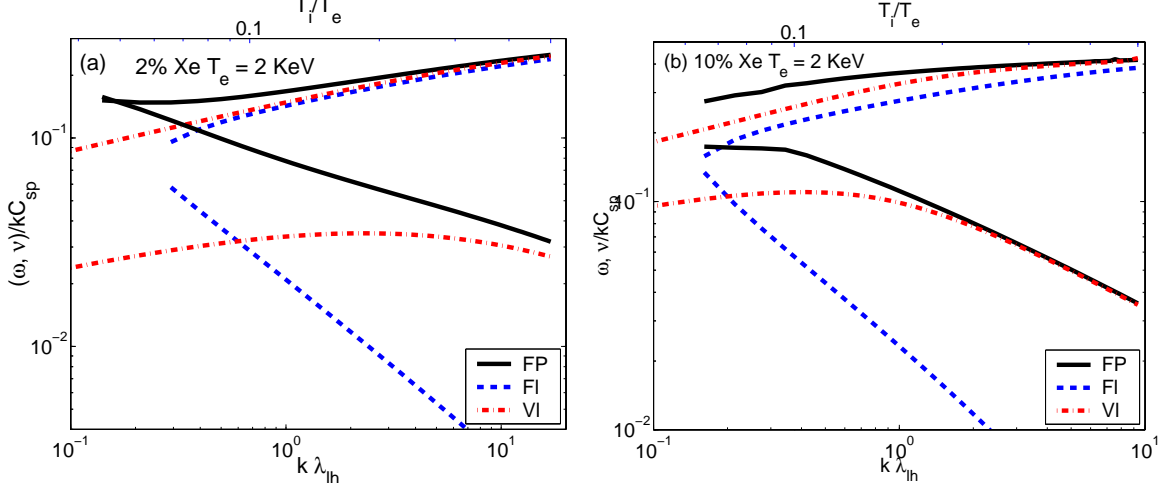 T_i/T_e
0.1
(a) 2% Xe T_e = 2 KeV
(ω, ν)/kC_sp
10^-1
10^-2
FP
FI
VI
10^-1 10^0 10^1
k λ_lh
T_i/T_e
0.1
(b) 10% Xe T_e = 2 KeV
ω, ν/kC_sp
10^-1
10^-2
FP
FI
VI
10^-1 10^0 10^1
k λ_lh